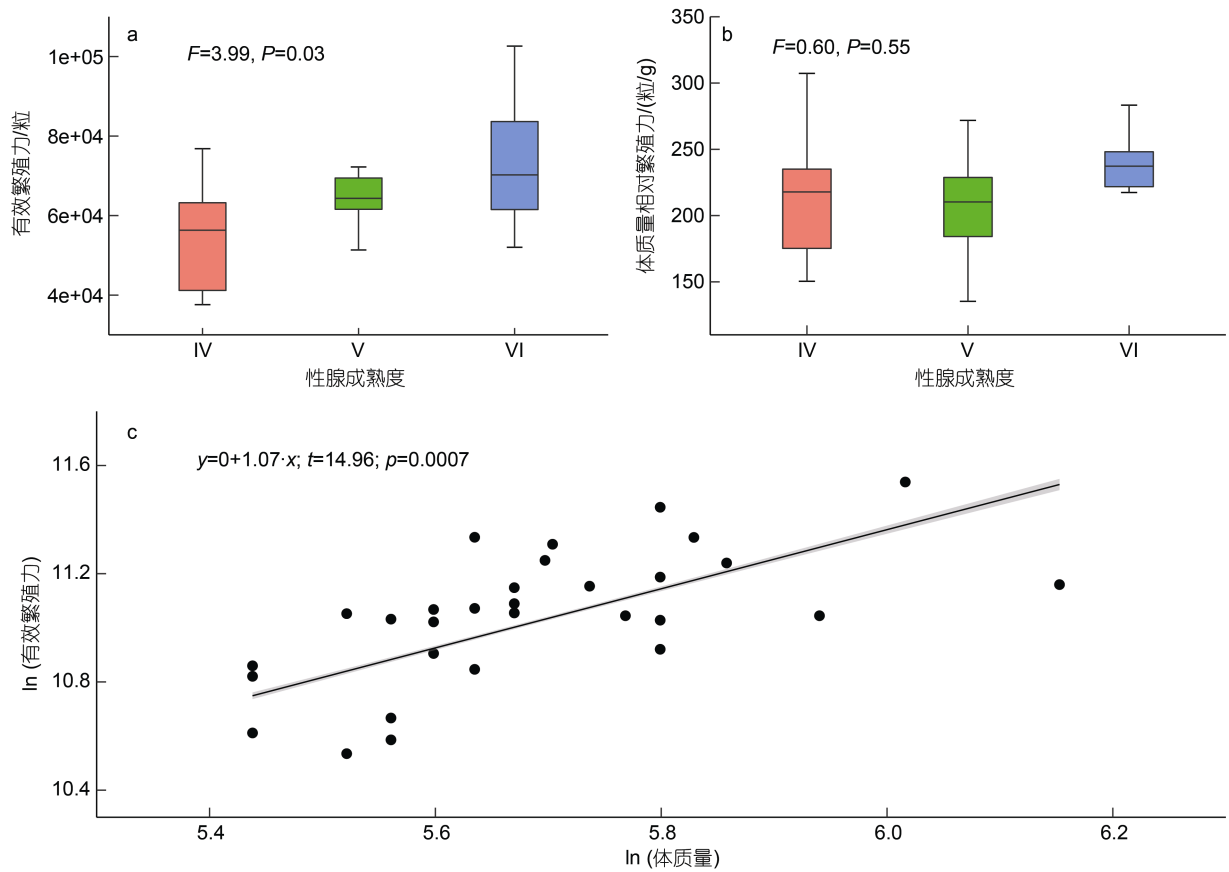 a
F=3.99, P=0.03
1e+05
8e+04
6e+04
4e+04
有效繁殖力/粒
IV V VI
性腺成熟度
b
F=0.60, P=0.55
350
300
250
200
150
体质量相对繁殖力/(粒/g)
IV V VI
性腺成熟度
c
y=0+1.07·x; t=14.96; p=0.0007
11.6
11.2
10.8
10.4
ln (有效繁殖力)
5.4 5.6 5.8 6.0 6.2
ln (体质量)